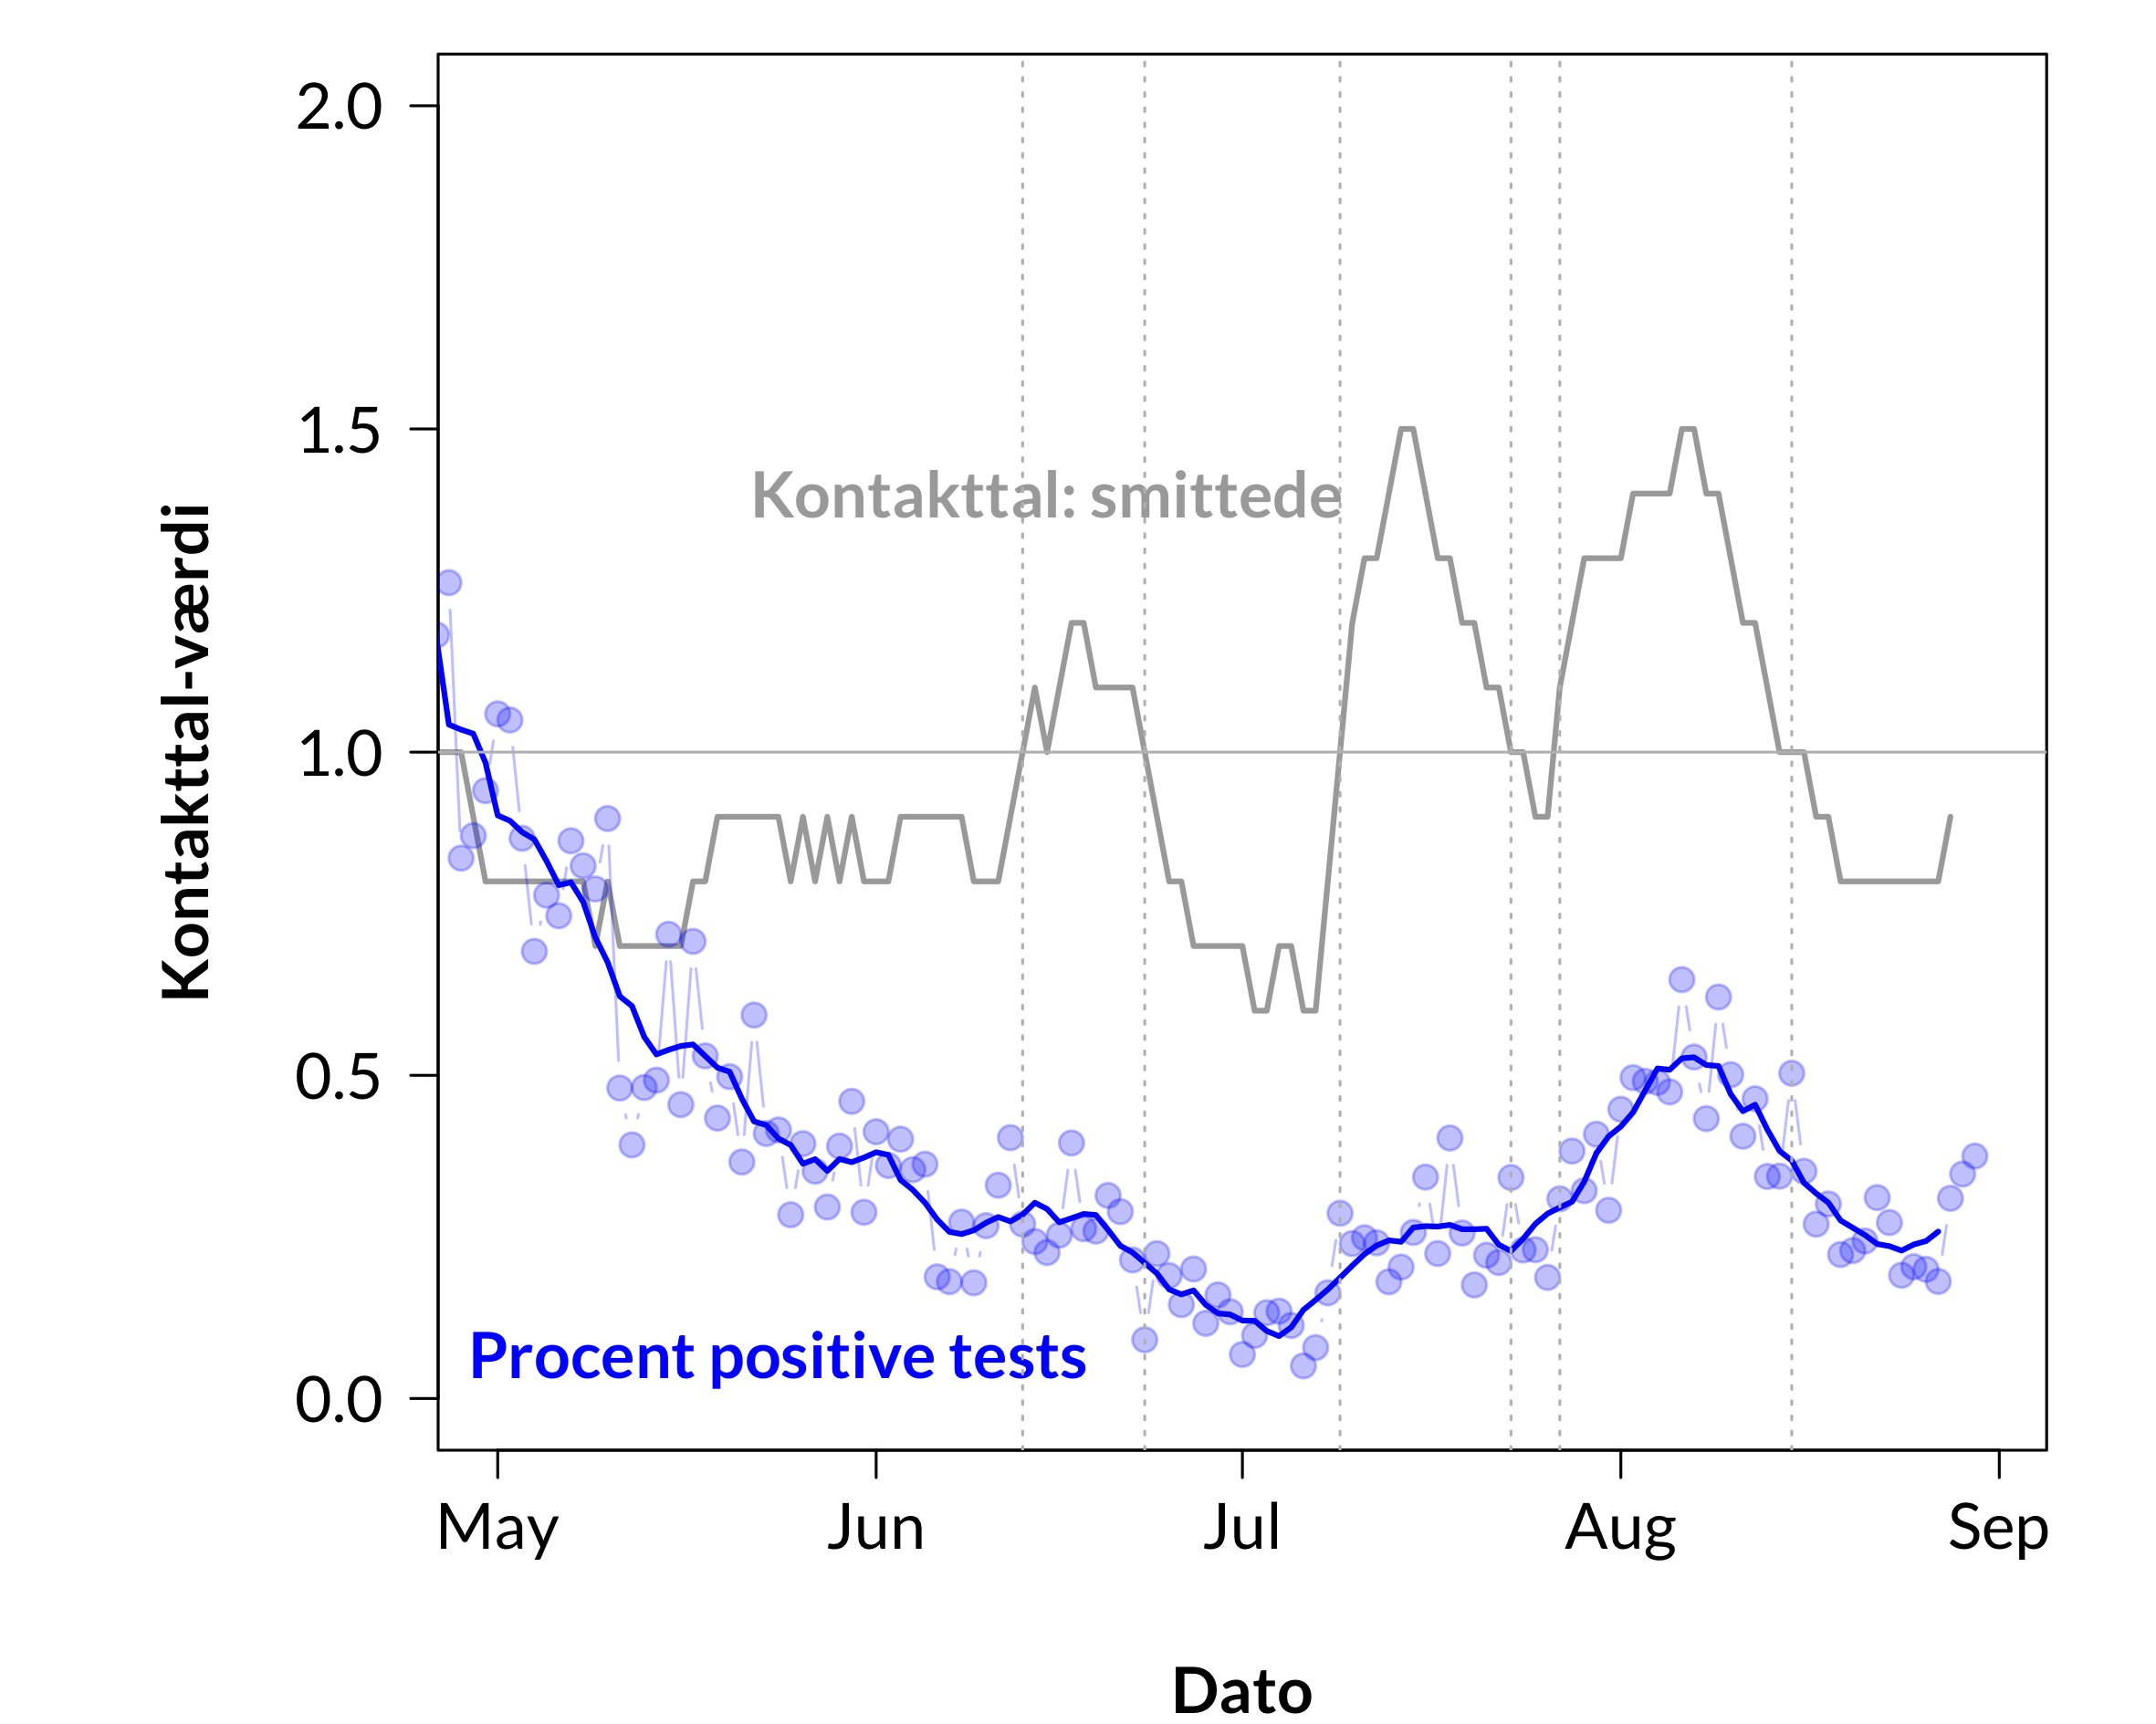 2.0
1.5
1.0
0.5
0.0
Kontakttal-værdi
Kontakttal: smittede
Procent positive tests
May Jun Jul Aug Sep
Dato